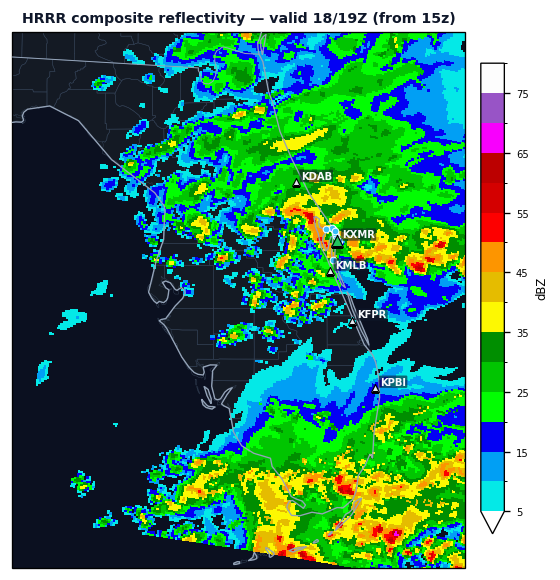 HRRR composite reflectivity — valid 18/19Z (from 15z)
KDAB
KXMR
KMLB
KFPR
KPBI
75
65
55
45
35
25
15
5
dBZ